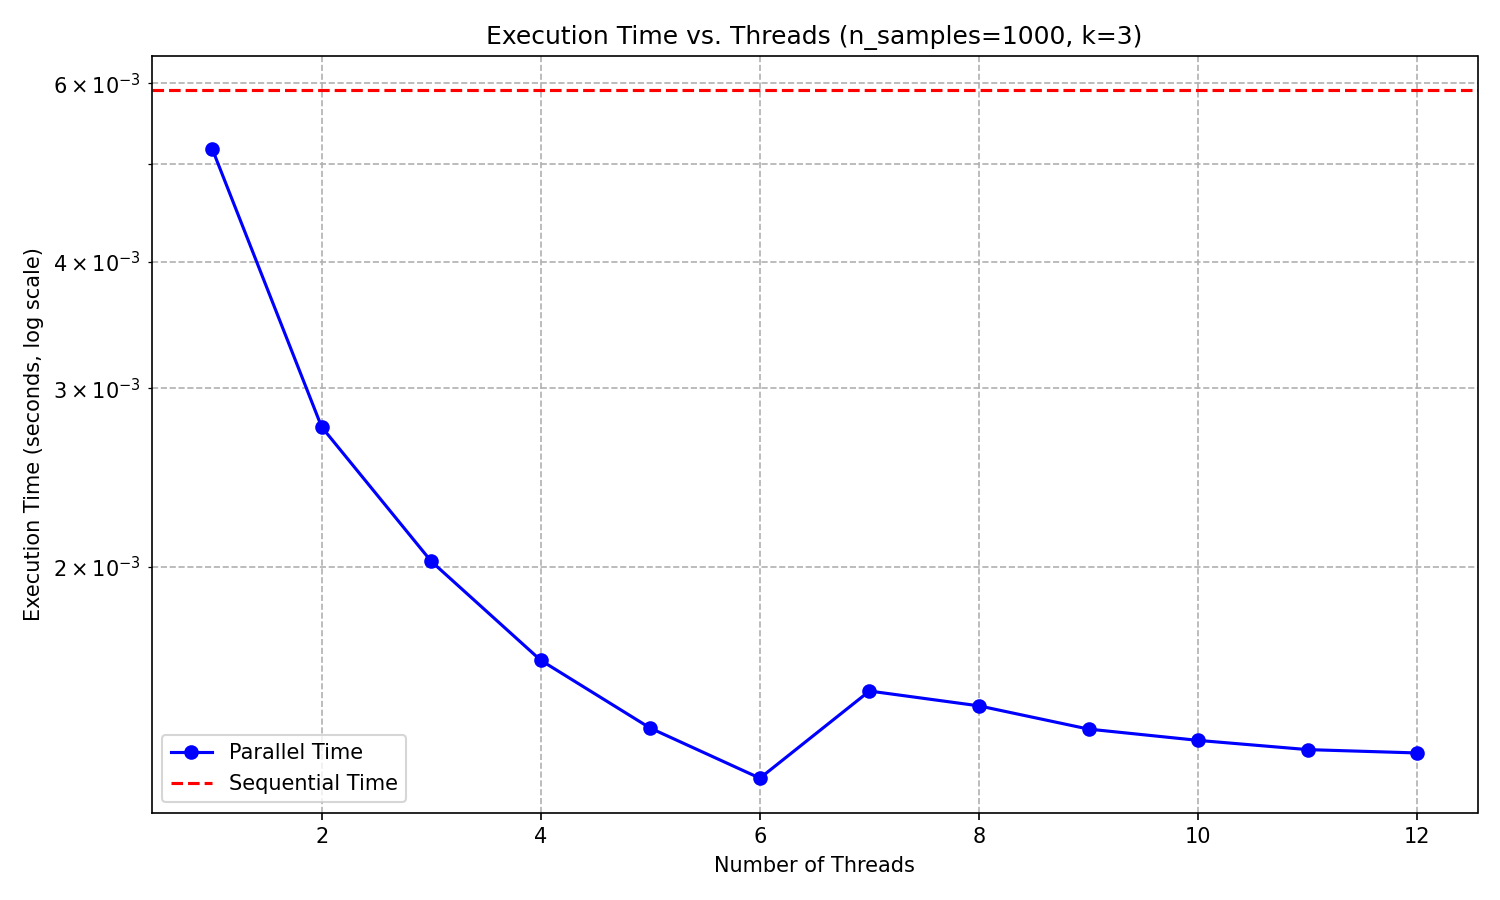 Execution Time vs. Threads (n_samples=1000, k=3)
Execution Time (seconds, log scale)
6 × 10⁻³
4 × 10⁻³
3 × 10⁻³
2 × 10⁻³
Parallel Time
Sequential Time
2 4 6 8 10 12
Number of Threads